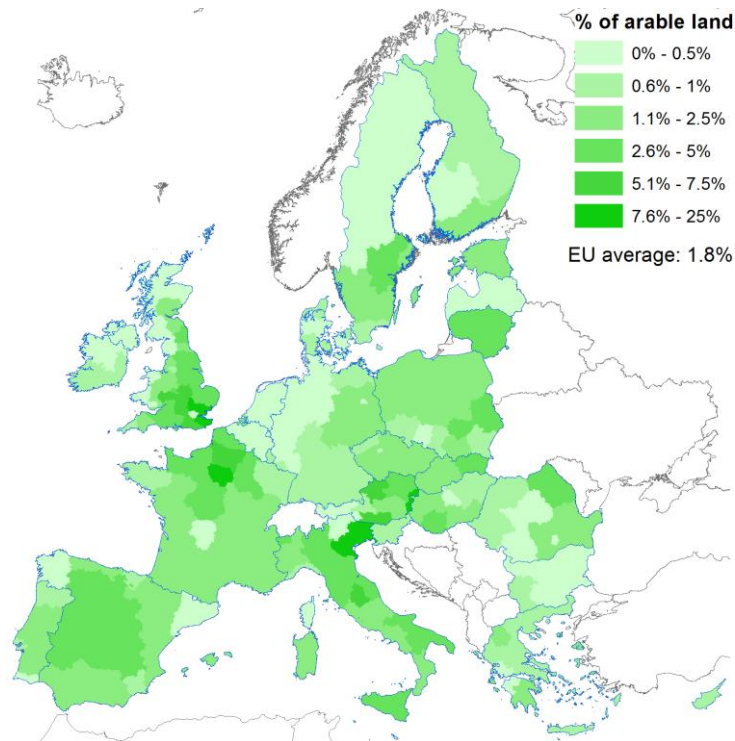 % of arable land
0% - 0.5%
0.6% - 1%
1.1% - 2.5%
2.6% - 5%
5.1% - 7.5%
7.6% - 25%
EU average: 1.8%